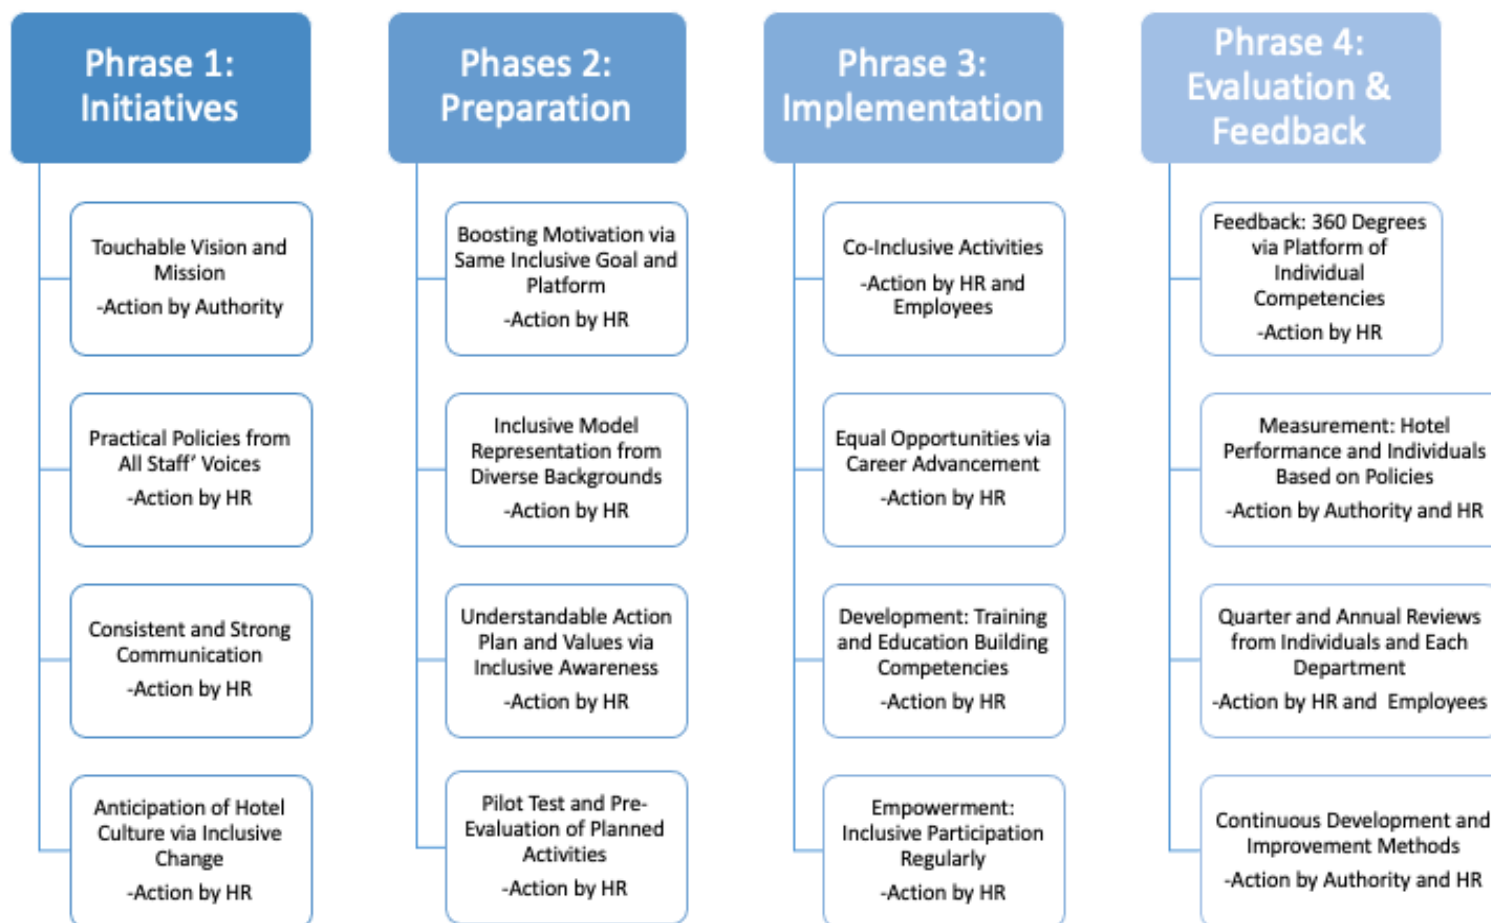 Phrase 1:
Initiatives
Touchable Vision and
Mission
-Action by Authority
Practical Policies from
All Staff’ Voices
-Action by HR
Consistent and Strong
Communication
-Action by HR
Anticipation of Hotel
Culture via Inclusive
Change
-Action by HR
Phases 2:
Preparation
Boosting Motivation via
Same Inclusive Goal and
Platform
-Action by HR
Inclusive Model
Representation from
Diverse Backgrounds
-Action by HR
Understandable Action
Plan and Values via
Inclusive Awareness
-Action by HR
Pilot Test and Pre-
Evaluation of Planned
Activities
-Action by HR
Phrase 3:
Implementation
Co-Inclusive Activities
-Action by HR and
Employees
Equal Opportunities via
Career Advancement
-Action by HR
Development: Training
and Education Building
Competencies
-Action by HR
Empowerment:
Inclusive Participation
Regularly
-Action by HR
Phrase 4:
Evaluation &
Feedback
Feedback: 360 Degrees
via Platform of
Individual
Competencies
-Action by HR
Measurement: Hotel
Performance and Individuals
Based on Policies
-Action by Authority and HR
Quarter and Annual Reviews
from Individuals and Each
Department
-Action by HR and  Employees
Continuous Development and
Improvement Methods
-Action by Authority and HR